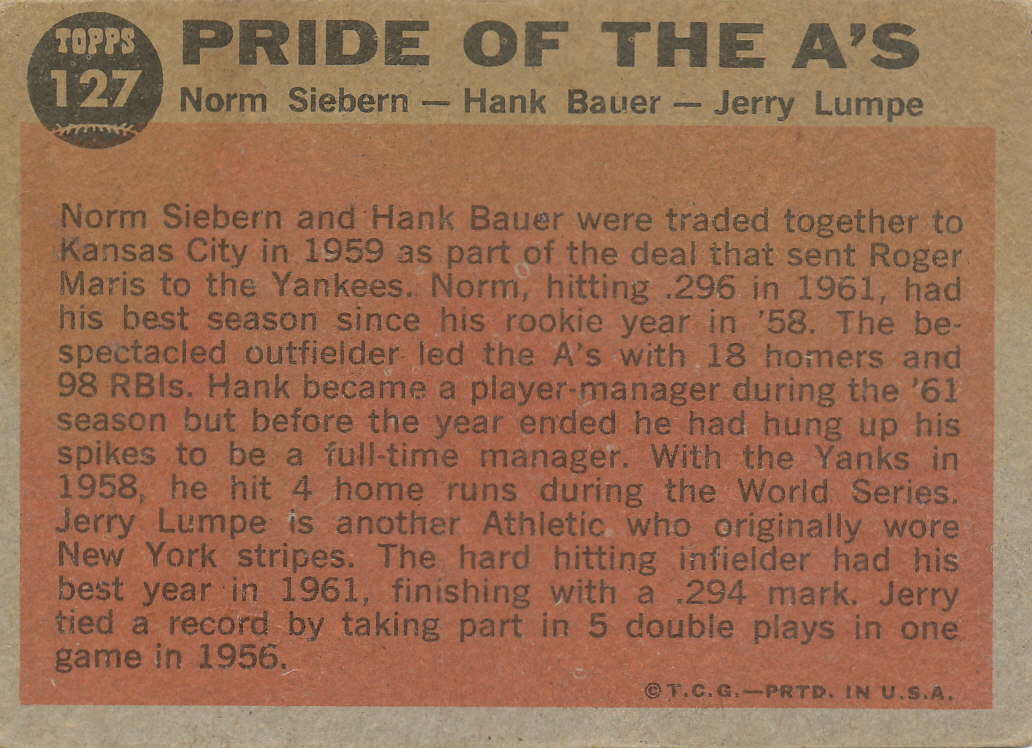 TOPPS
127
PRIDE OF THE A'S
Norm Siebern — Hank Bauer — Jerry Lumpe
Norm Siebern and Hank Bauer were traded together to
Kansas City in 1959 as part of the deal that sent Roger
Maris to the Yankees. Norm, hitting .296 in 1961, had
his best season since his rookie year in '58. The be-
spectacled outfielder led the A's with 18 homers and
98 RBIs. Hank became a player-manager during the '61
season but before the year ended he had hung up his
spikes to be a full-time manager. With the Yanks in
1958, he hit 4 home runs during the World Series.
Jerry Lumpe is another Athletic who originally wore
New York stripes. The hard hitting infielder had his
best year in 1961, finishing with a .294 mark. Jerry
tied a record by taking part in 5 double plays in one
game in 1956.
©T.C.G.—PRTD. IN U.S.A.